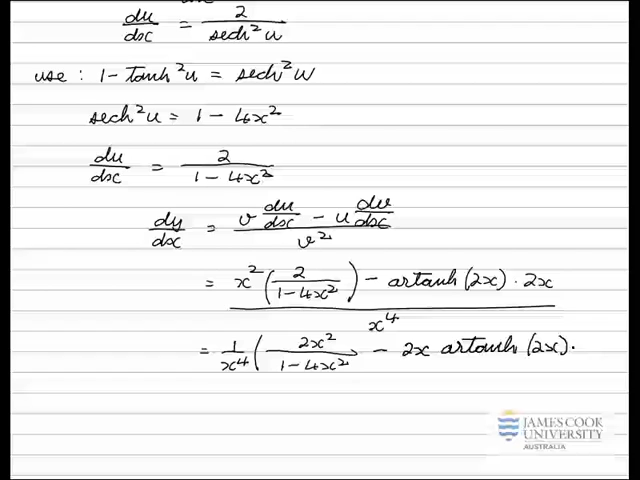 du/dx = 2/sech²u
use : 1 - tanh²u = sech²u
sech²u = 1 - 4x²
du/dx = 2/(1 - 4x²)
dy/dx = (v du/dx - u dv/dx)/v²
= (x² (2/(1 - 4x²)) - artanh (2x) · 2x)/x⁴
= 1/x⁴ (2x²/(1 - 4x²) - 2x artanh (2x) ·
JAMES COOK
UNIVERSITY
AUSTRALIA